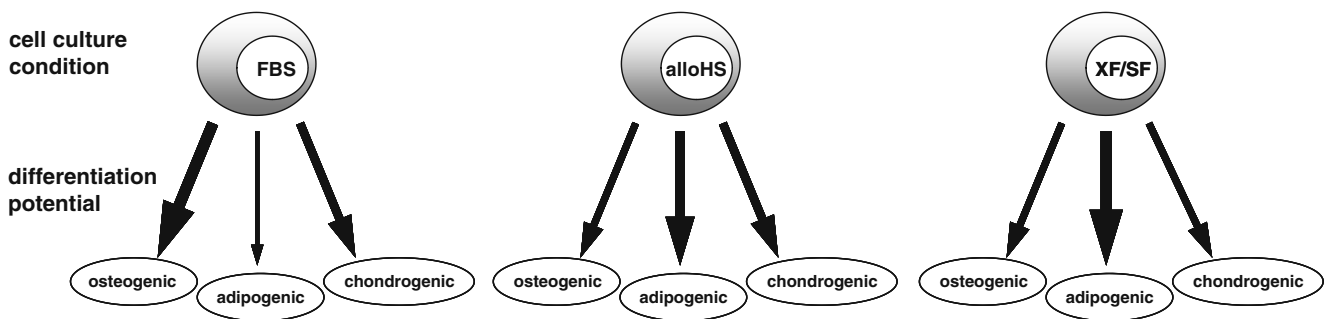 cell culture
condition
FBS
alloHS
XF/SF
differentiation
potential
osteogenic
adipogenic
chondrogenic
osteogenic
adipogenic
chondrogenic
osteogenic
adipogenic
chondrogenic